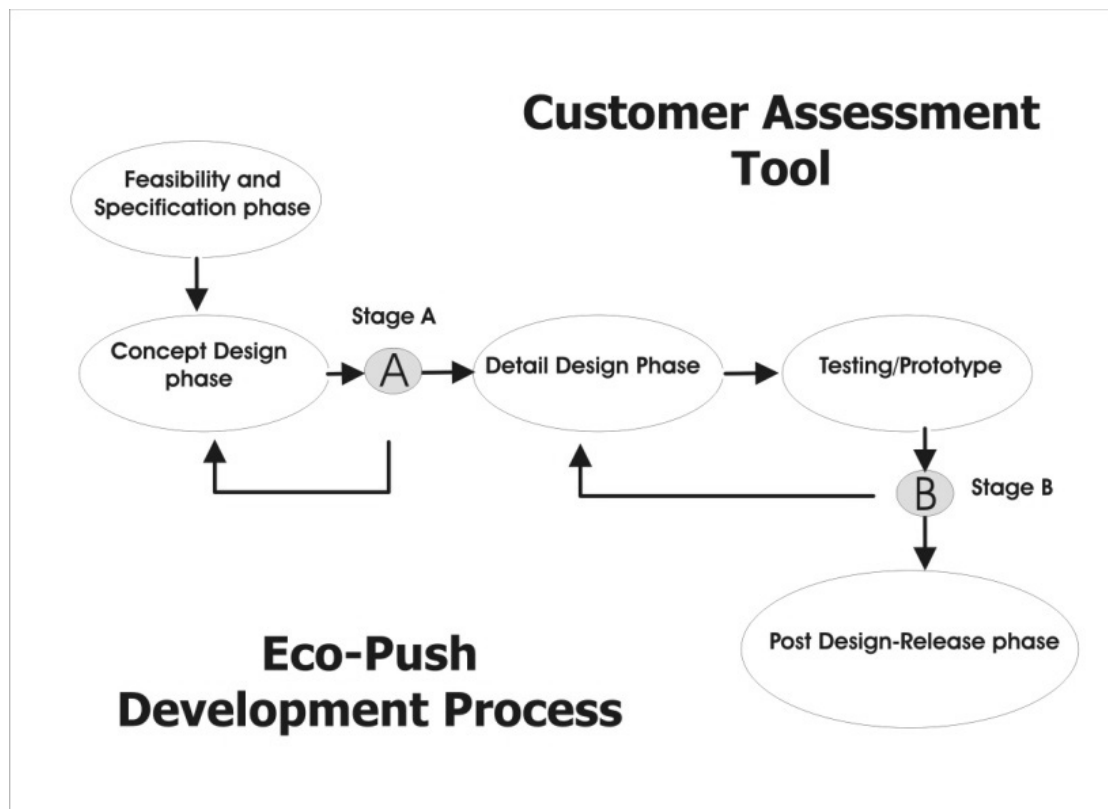 Customer Assessment
Tool
Feasibility and
Specification phase
Stage A
Concept Design
phase
A
Detail Design Phase
Testing/Prototype
B
Stage B
Post Design-Release phase
Eco-Push
Development Process